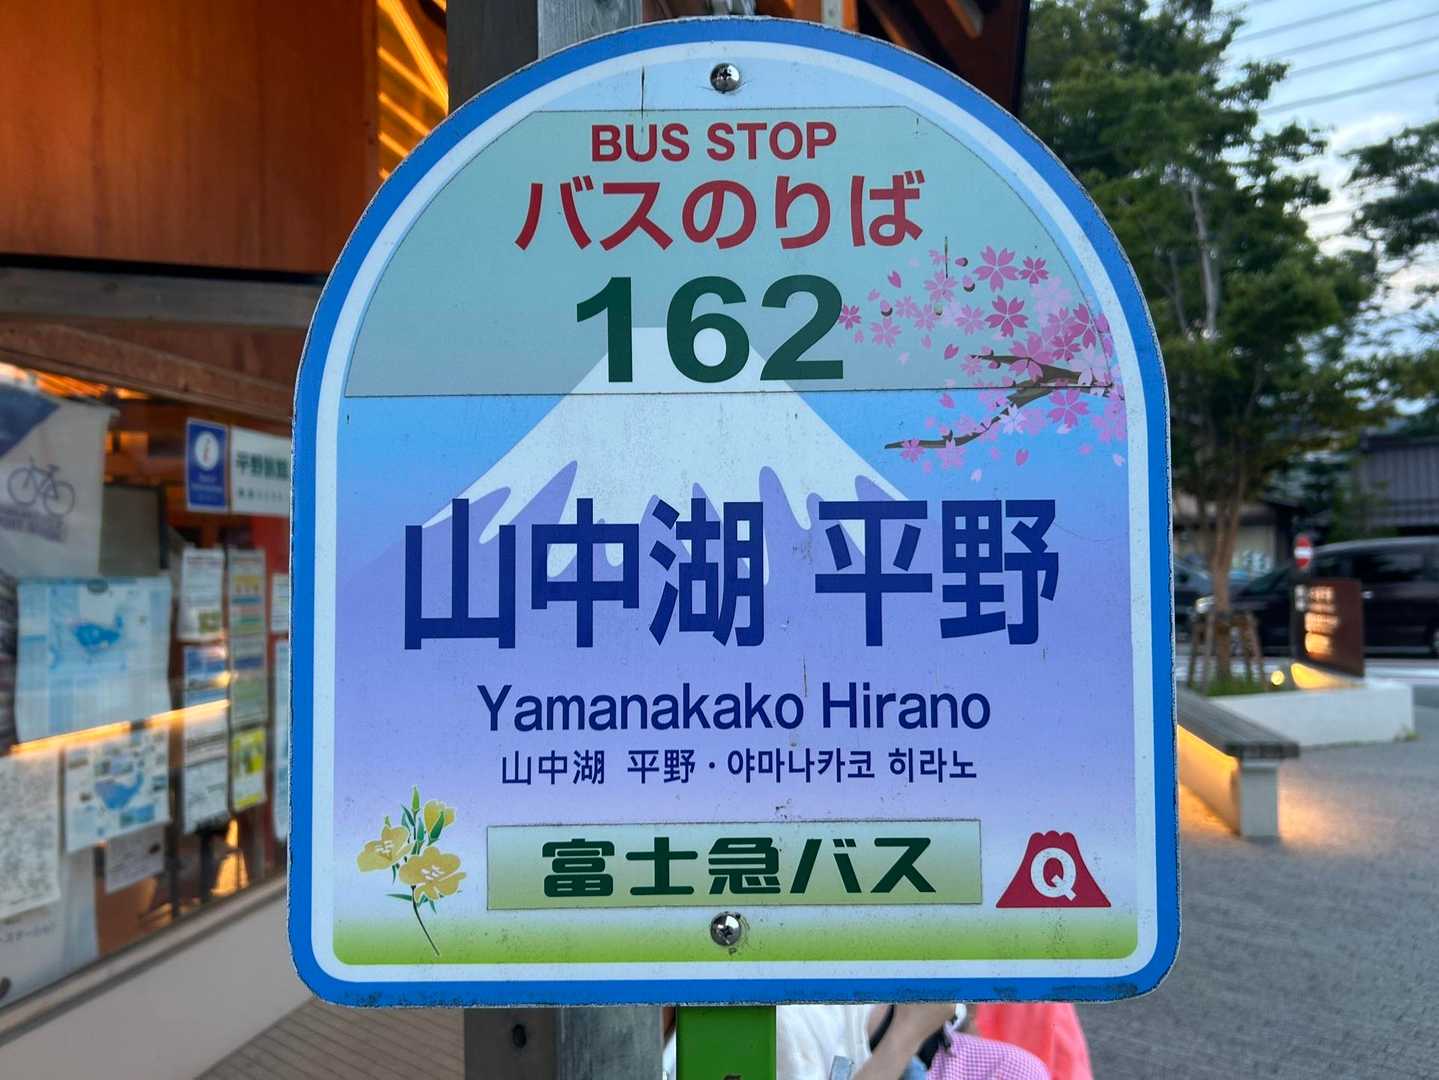 BUS STOP
バスのりば
162
山中湖 平野
Yamanakako Hirano
山中湖 平野・야마나카코 히라노
富士急バス
Q
i